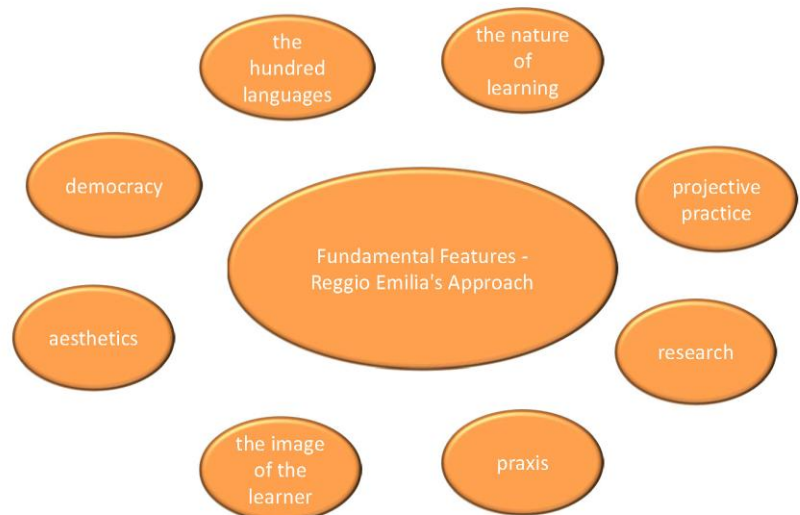 the
hundred
languages
the nature
of
learning
democracy
projective
practice
Fundamental Features -
Reggio Emilia's Approach
aesthetics
research
the image
of the
learner
praxis